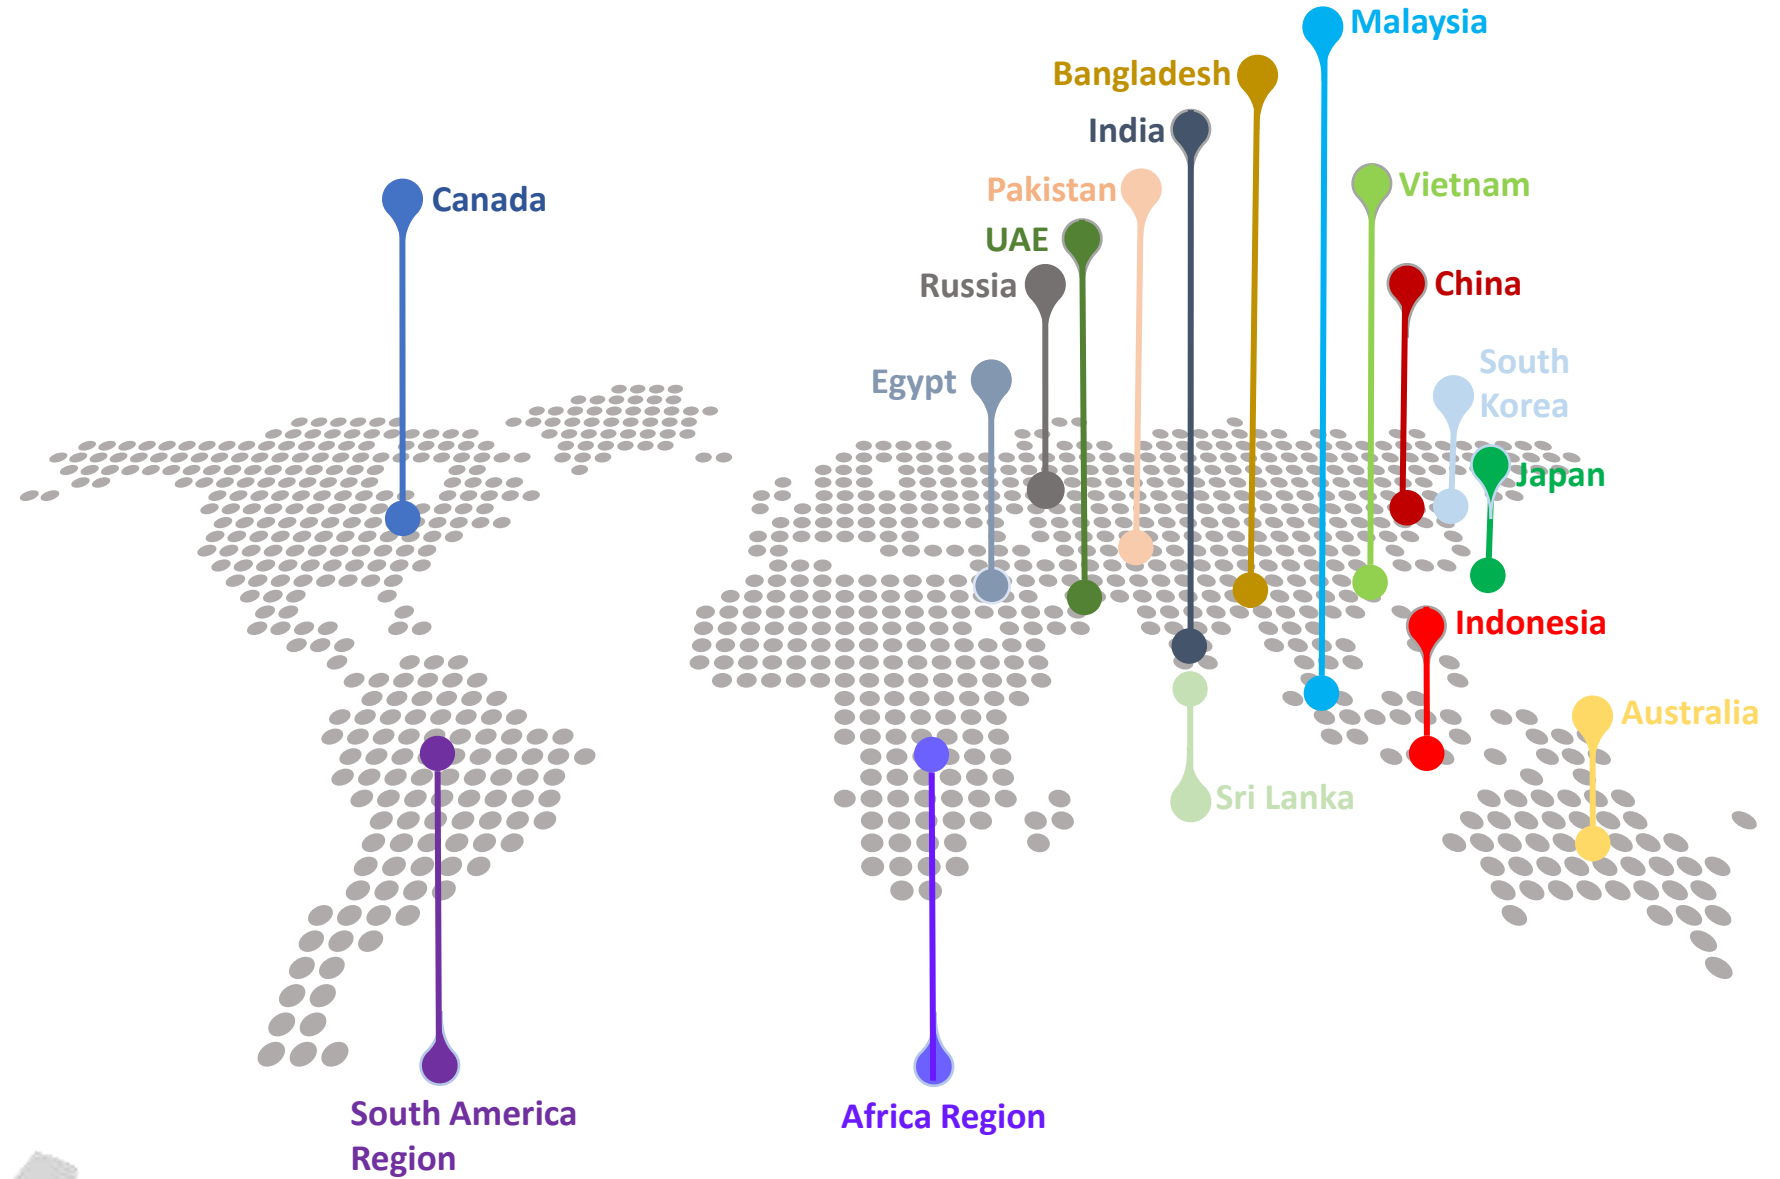 Malaysia
Bangladesh
India
Pakistan
Vietnam
Canada
UAE
Russia
China
South
Korea
Egypt
Japan
Indonesia
Australia
Sri Lanka
South America
Region
Africa Region